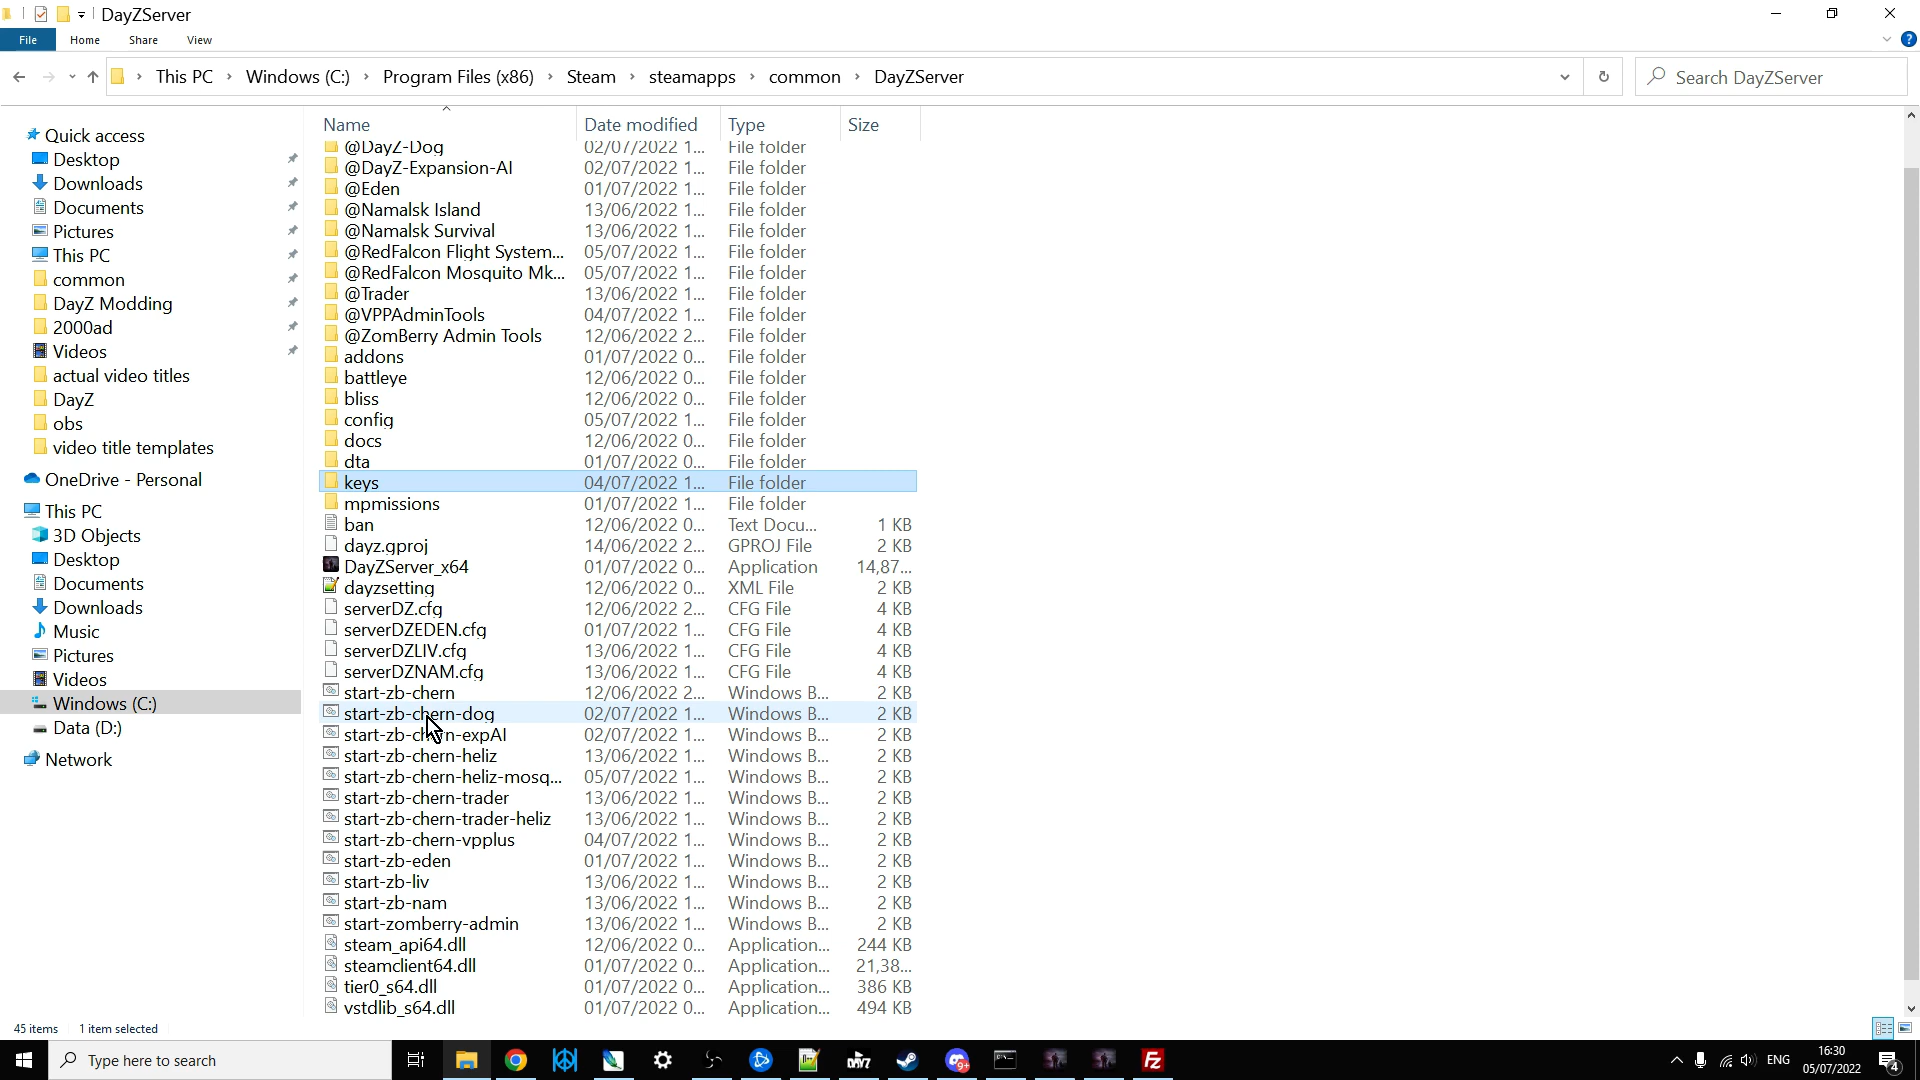 DayZServer
File Home Share View
This PC > Windows (C:) > Program Files (x86) > Steam > steamapps > common > DayZServer
Search DayZServer
Name Date modified Type Size
Quick access
Desktop
Downloads
Documents
Pictures
This PC
common
DayZ Modding
2000ad
Videos
actual video titles
DayZ
obs
video title templates
OneDrive - Personal
This PC
3D Objects
Desktop
Documents
Downloads
Music
Pictures
Videos
Windows (C:)
Data (D:)
Network
@DayZ-Dog 02/07/2022 1... File folder
@DayZ-Expansion-AI 02/07/2022 1... File folder
@Eden 01/07/2022 1... File folder
@Namalsk Island 13/06/2022 1... File folder
@Namalsk Survival 13/06/2022 1... File folder
@RedFalcon Flight System... 05/07/2022 1... File folder
@RedFalcon Mosquito Mk... 05/07/2022 1... File folder
@Trader 13/06/2022 1... File folder
@VPPAdminTools 04/07/2022 1... File folder
@ZomBerry Admin Tools 12/06/2022 2... File folder
addons 01/07/2022 0... File folder
battleye 12/06/2022 0... File folder
bliss 12/06/2022 0... File folder
config 05/07/2022 1... File folder
docs 12/06/2022 0... File folder
dta 01/07/2022 0... File folder
keys 04/07/2022 1... File folder
mpmissions 01/07/2022 1... File folder
ban 12/06/2022 0... Text Docu... 1 KB
dayz.gproj 14/06/2022 2... GPROJ File 2 KB
DayZServer_x64 01/07/2022 0... Application 14,87...
dayzsetting 12/06/2022 0... XML File 2 KB
serverDZ.cfg 12/06/2022 2... CFG File 4 KB
serverDZEDEN.cfg 01/07/2022 1... CFG File 4 KB
serverDZLIV.cfg 13/06/2022 1... CFG File 4 KB
serverDZNAM.cfg 13/06/2022 1... CFG File 4 KB
start-zb-chern 12/06/2022 2... Windows B... 2 KB
start-zb-chern-dog 02/07/2022 1... Windows B... 2 KB
start-zb-chern-expAI 02/07/2022 1... Windows B... 2 KB
start-zb-chern-heliz 13/06/2022 1... Windows B... 2 KB
start-zb-chern-heliz-mosq... 05/07/2022 1... Windows B... 2 KB
start-zb-chern-trader 13/06/2022 1... Windows B... 2 KB
start-zb-chern-trader-heliz 13/06/2022 1... Windows B... 2 KB
start-zb-chern-vpplus 04/07/2022 1... Windows B... 2 KB
start-zb-eden 01/07/2022 1... Windows B... 2 KB
start-zb-liv 13/06/2022 1... Windows B... 2 KB
start-zb-nam 13/06/2022 1... Windows B... 2 KB
start-zomberry-admin 13/06/2022 1... Windows B... 2 KB
steam_api64.dll 12/06/2022 0... Application... 244 KB
steamclient64.dll 01/07/2022 0... Application... 21,38...
tier0_s64.dll 01/07/2022 0... Application... 386 KB
vstdlib_s64.dll 01/07/2022 0... Application... 494 KB
45 items 1 item selected
Type here to search
DAYZ
9+
ENG
16:30
05/07/2022
4